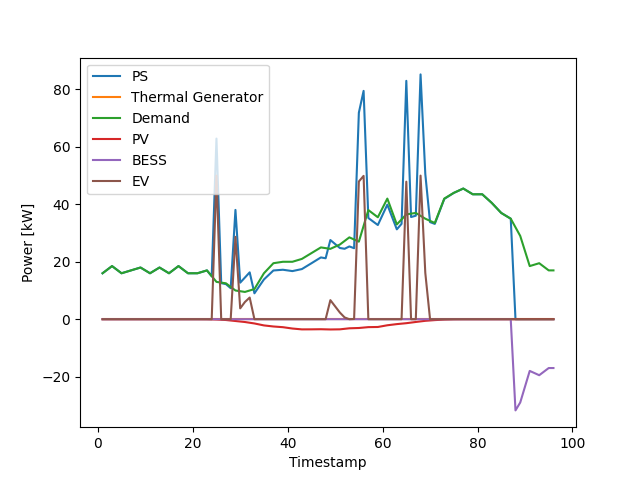 PS
Thermal Generator
Demand
PV
BESS
EV
80
60
40
20
0
−20
Power [kW]
0 20 40 60 80 100
Timestamp